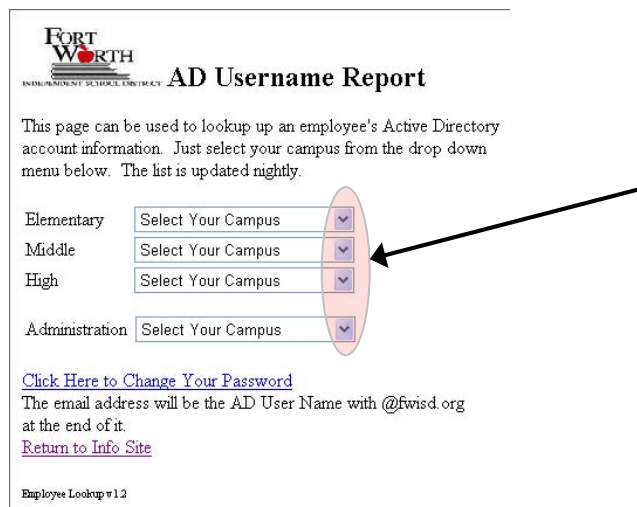 FORT
WORTH
INDEPENDENT SCHOOL DISTRICT AD Username Report
This page can be used to lookup up an employee's Active Directory
account information. Just select your campus from the drop down
menu below. The list is updated nightly.
Elementary Select Your Campus
Middle Select Your Campus
High Select Your Campus
Administration Select Your Campus
Click Here to Change Your Password
The email address will be the AD User Name with @fwisd.org
at the end of it.
Return to Info Site
Employee Lookup v1.2